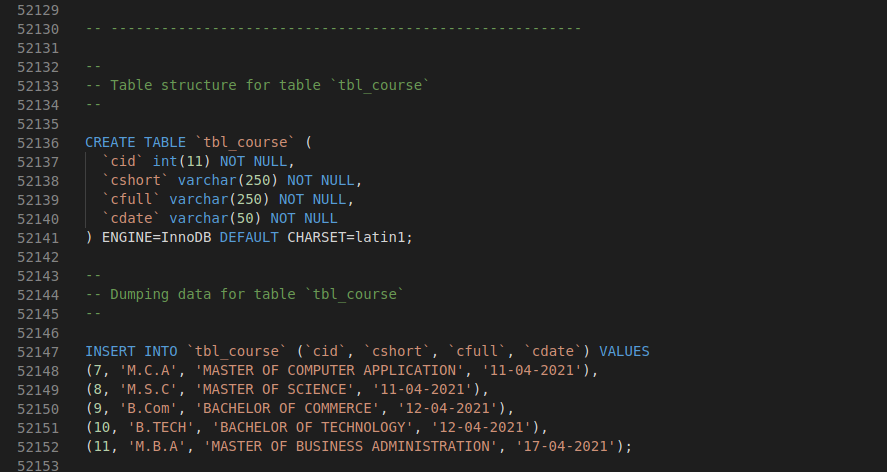 52129
52130 -- --------------------------------------------------------
52131
52132 --
52133 -- Table structure for table `tbl_course`
52134 --
52135
52136 CREATE TABLE `tbl_course` (
52137   `cid` int(11) NOT NULL,
52138   `cshort` varchar(250) NOT NULL,
52139   `cfull` varchar(250) NOT NULL,
52140   `cdate` varchar(50) NOT NULL
52141 ) ENGINE=InnoDB DEFAULT CHARSET=latin1;
52142
52143 --
52144 -- Dumping data for table `tbl_course`
52145 --
52146
52147 INSERT INTO `tbl_course` (`cid`, `cshort`, `cfull`, `cdate`) VALUES
52148 (7, 'M.C.A', 'MASTER OF COMPUTER APPLICATION', '11-04-2021'),
52149 (8, 'M.S.C', 'MASTER OF SCIENCE', '11-04-2021'),
52150 (9, 'B.Com', 'BACHELOR OF COMMERCE', '12-04-2021'),
52151 (10, 'B.TECH', 'BACHELOR OF TECHNOLOGY', '12-04-2021'),
52152 (11, 'M.B.A', 'MASTER OF BUSINESS ADMINISTRATION', '17-04-2021');
52153